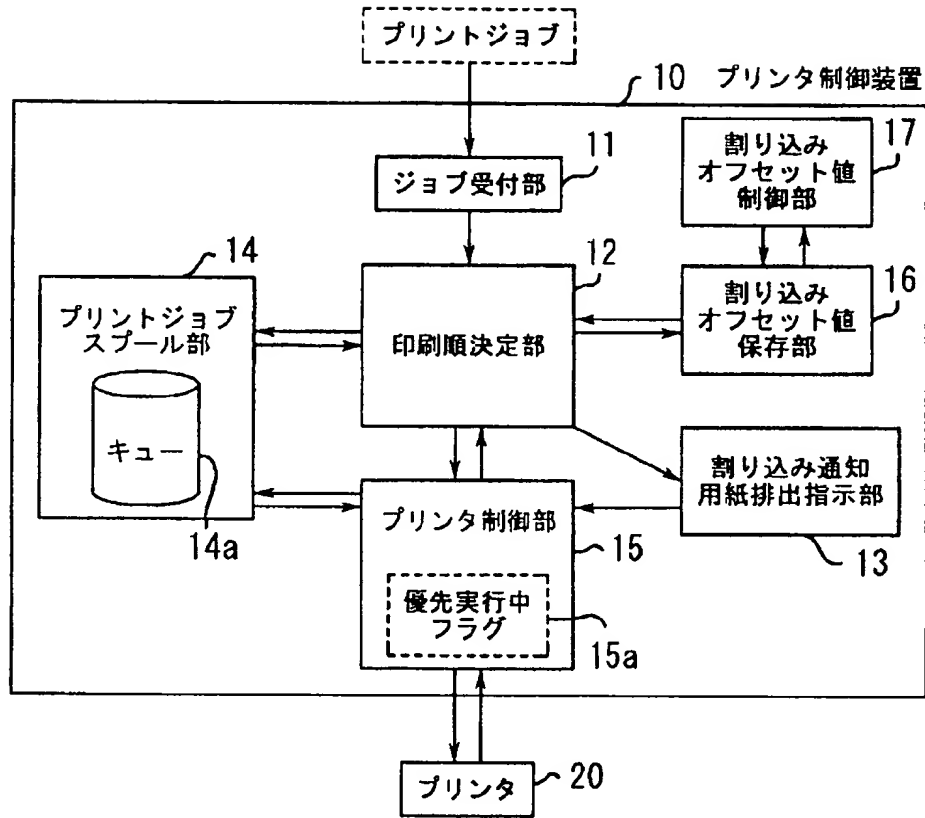 プリントジョブ
10 プリンタ制御装置
11
ジョブ受付部
17
割り込み
オフセット値
制御部
14
プリントジョブ
スプール部
キュー
14a
12
印刷順決定部
16
割り込み
オフセット値
保存部
割り込み通知
用紙排出指示部
13
プリンタ制御部
15
優先実行中
フラグ
15a
プリンタ
20